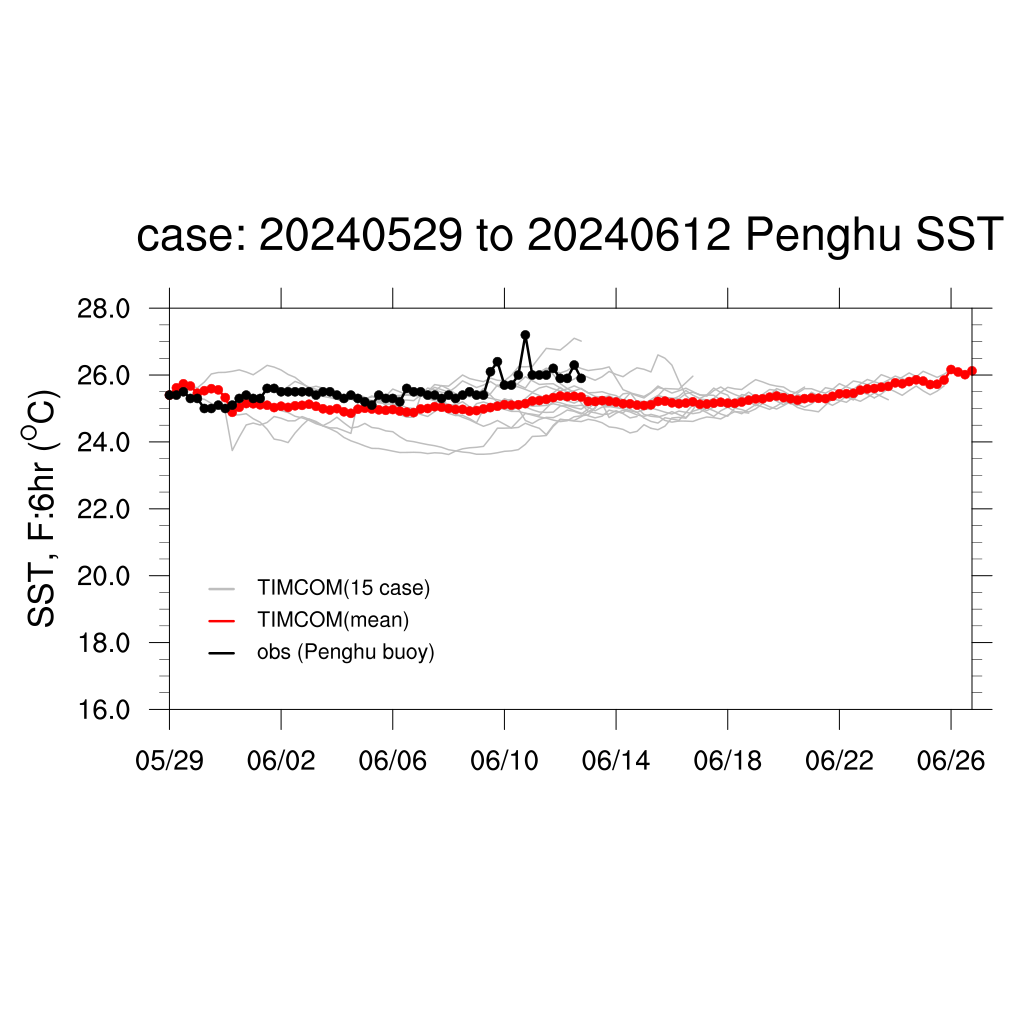 case: 20240529 to 20240612 Penghu SST
SST, F:6hr (°C)
28.0
26.0
24.0
22.0
20.0
18.0
16.0
TIMCOM(15 case)
TIMCOM(mean)
obs (Penghu buoy)
05/29 06/02 06/06 06/10 06/14 06/18 06/22 06/26